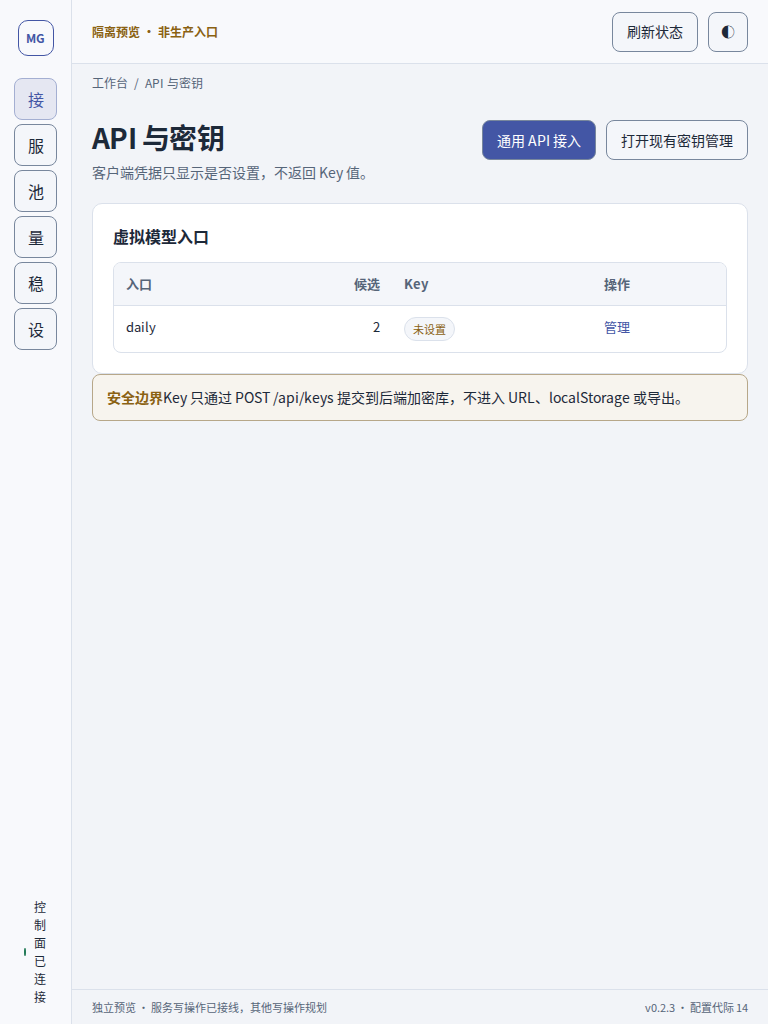 MG
接
服
池
量
稳
设
控制面已连接
隔离预览 · 非生产入口
刷新状态
工作台 / API 与密钥
API 与密钥
客户端凭据只显示是否设置，不返回 Key 值。
通用 API 接入
打开现有密钥管理
虚拟模型入口
入口 候选 Key 操作
daily 2 未设置 管理
安全边界Key 只通过 POST /api/keys 提交到后端加密库，不进入 URL、localStorage 或导出。
独立预览 · 服务写操作已接线，其他写操作规划
v0.2.3 · 配置代际 14